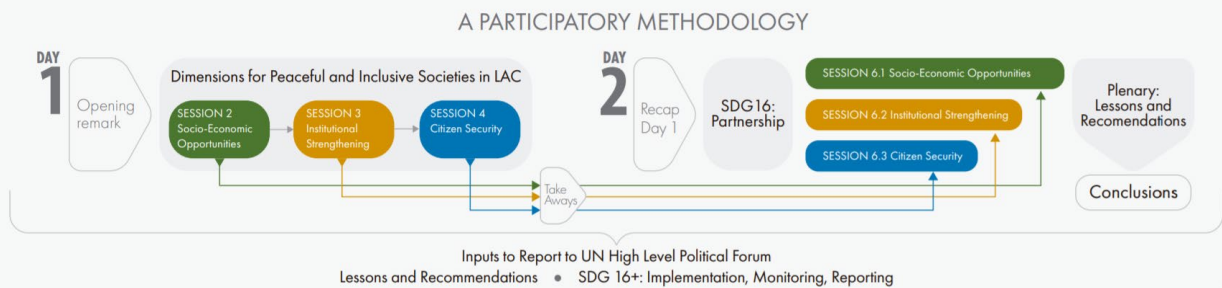 A PARTICIPATORY METHODOLOGY
DAY
1
Opening
remark
Dimensions for Peaceful and Inclusive Societies in LAC
SESSION 2
Socio-Economic
Opportunities
SESSION 3
Institutional
Strengthening
SESSION 4
Citizen Security
Take
Aways
DAY
2
Recap
Day 1
SDG16:
Partnership
SESSION 6.1 Socio-Economic Opportunities
SESSION 6.2 Institutional Strengthening
SESSION 6.3 Citizen Security
Plenary:
Lessons and
Recomendations
Conclusions
Inputs to Report to UN High Level Political Forum
Lessons and Recommendations ● SDG 16+: Implementation, Monitoring, Reporting